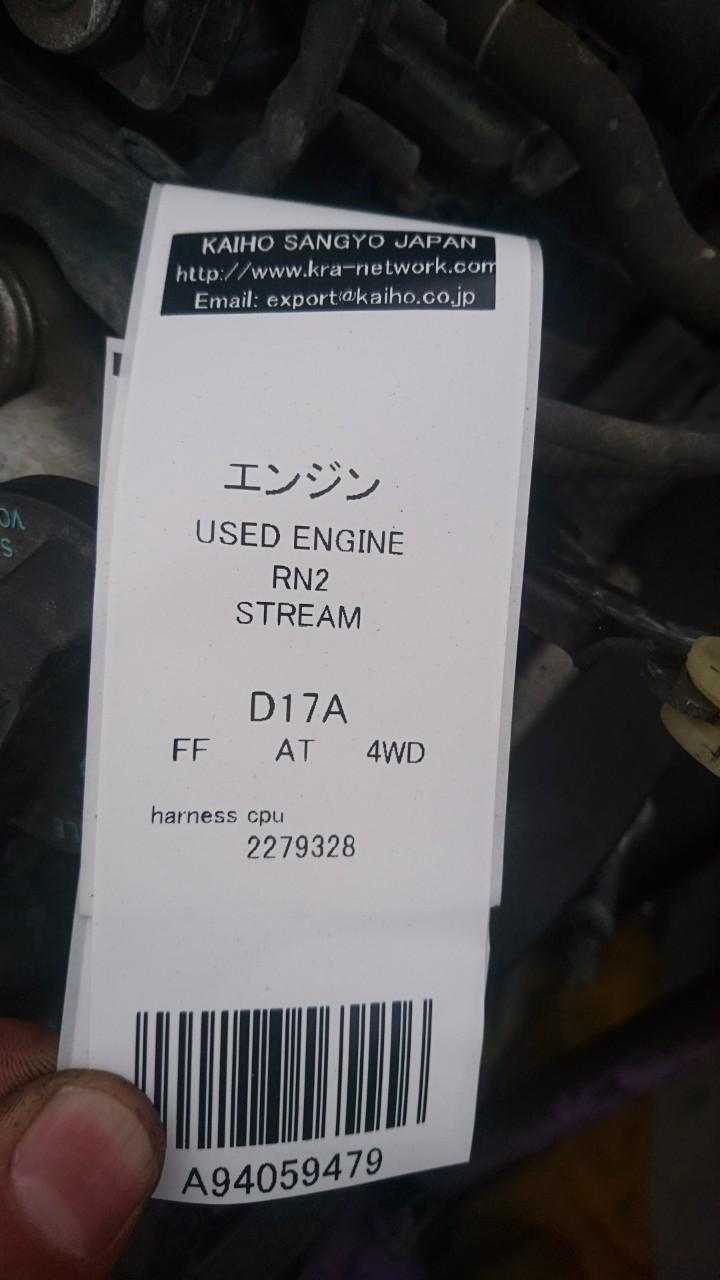 KAIHO SANGYO JAPAN
http://www.kra-network.com
Email: export@kaiho.co.jp
エンジン
USED ENGINE
RN2
STREAM
D17A
FF AT 4WD
harness cpu
2279328
A94059479